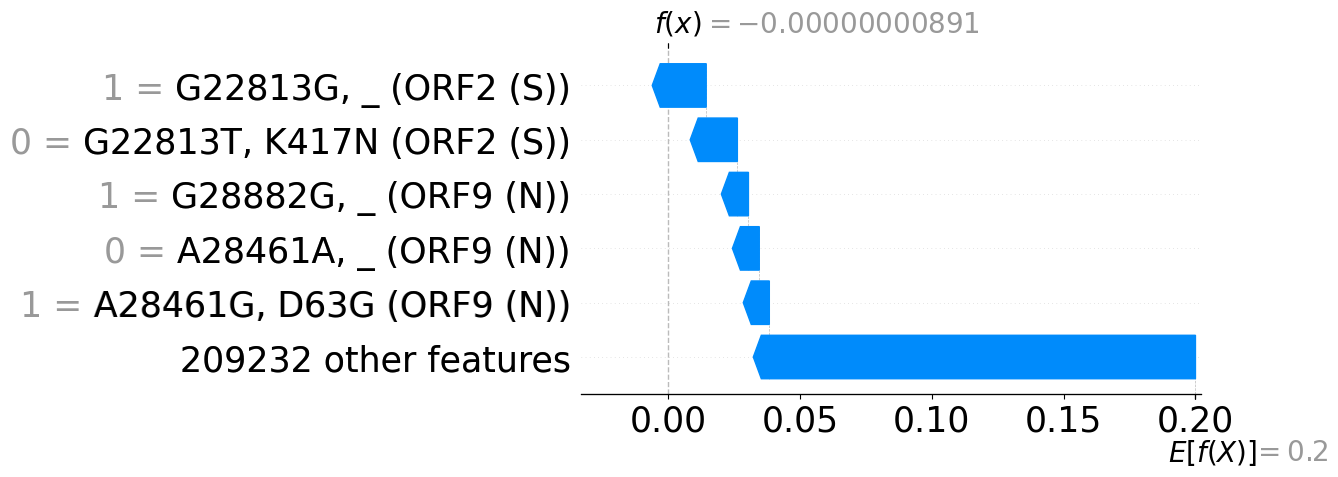 f(x) = −0.00000000891
1 = G22813G, _ (ORF2 (S))
0 = G22813T, K417N (ORF2 (S))
1 = G28882G, _ (ORF9 (N))
0 = A28461A, _ (ORF9 (N))
1 = A28461G, D63G (ORF9 (N))
209232 other features
0.00 0.05 0.10 0.15 0.20
E[f(X)] = 0.2